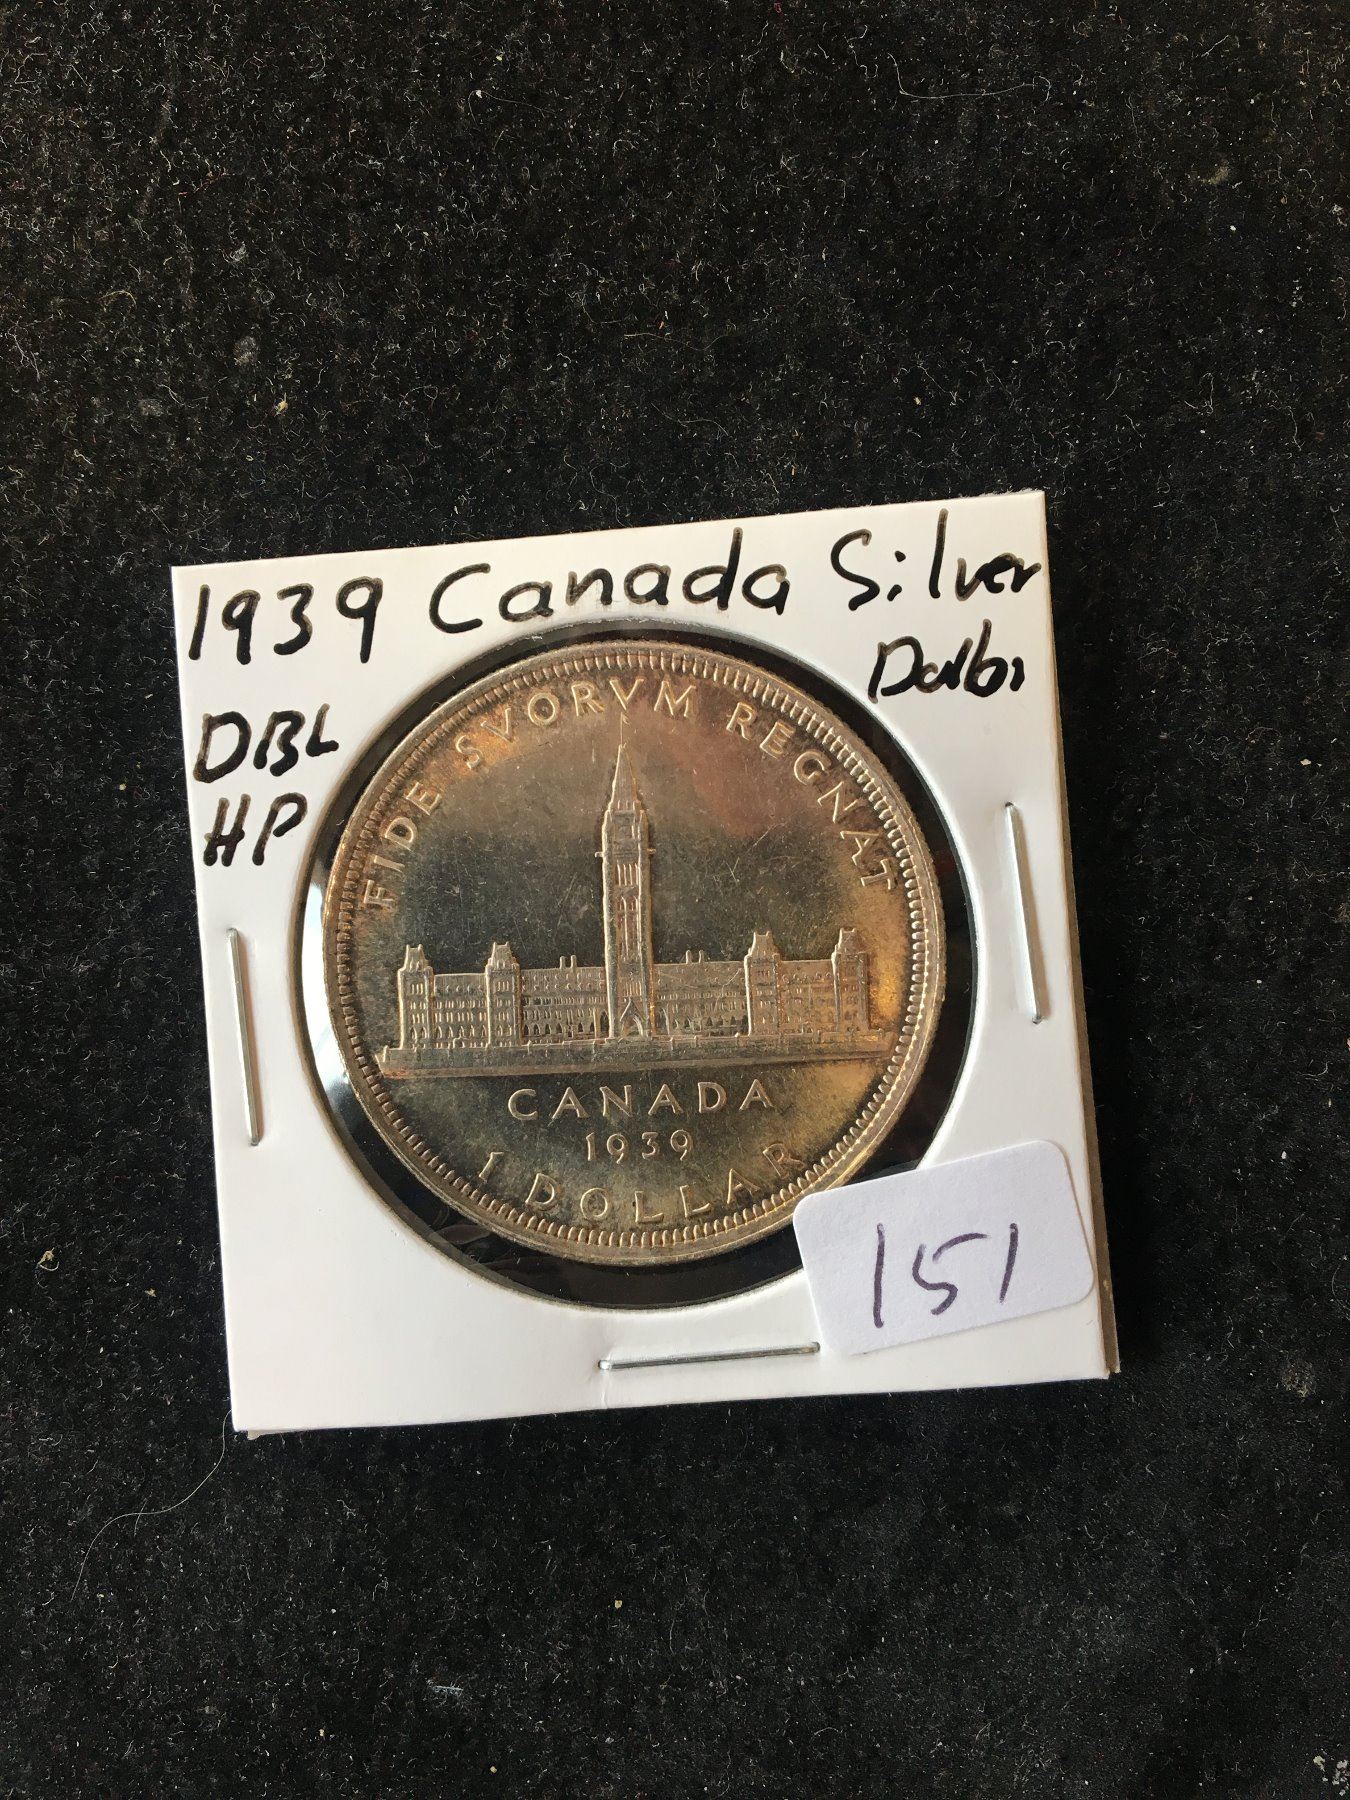 1939 Canada Silver
Dollar
DBL
HP
FIDE SVORVM REGNAT
CANADA
1939
1 DOLLAR
151